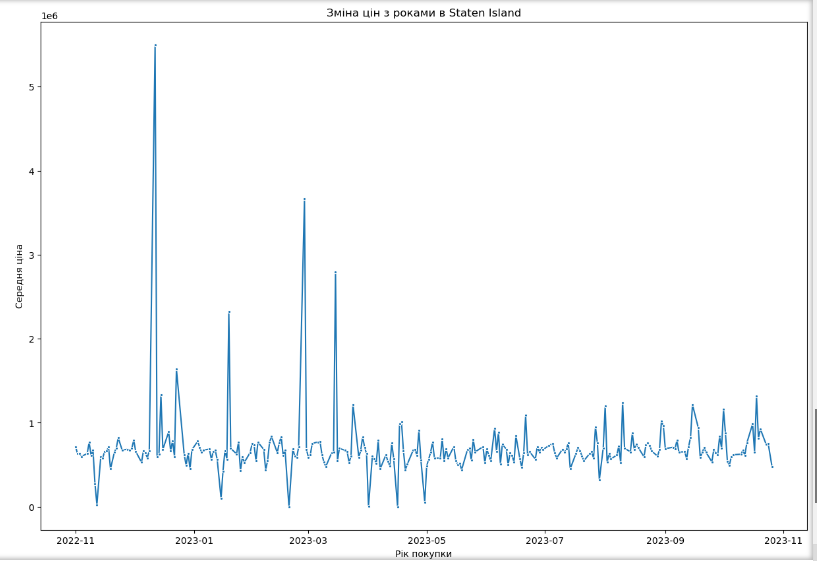 Зміна цін з роками в Staten Island
1e6
5
4
3
2
1
0
Середня ціна
2022-11 2023-01 2023-03 2023-05 2023-07 2023-09 2023-11
Рік покупки